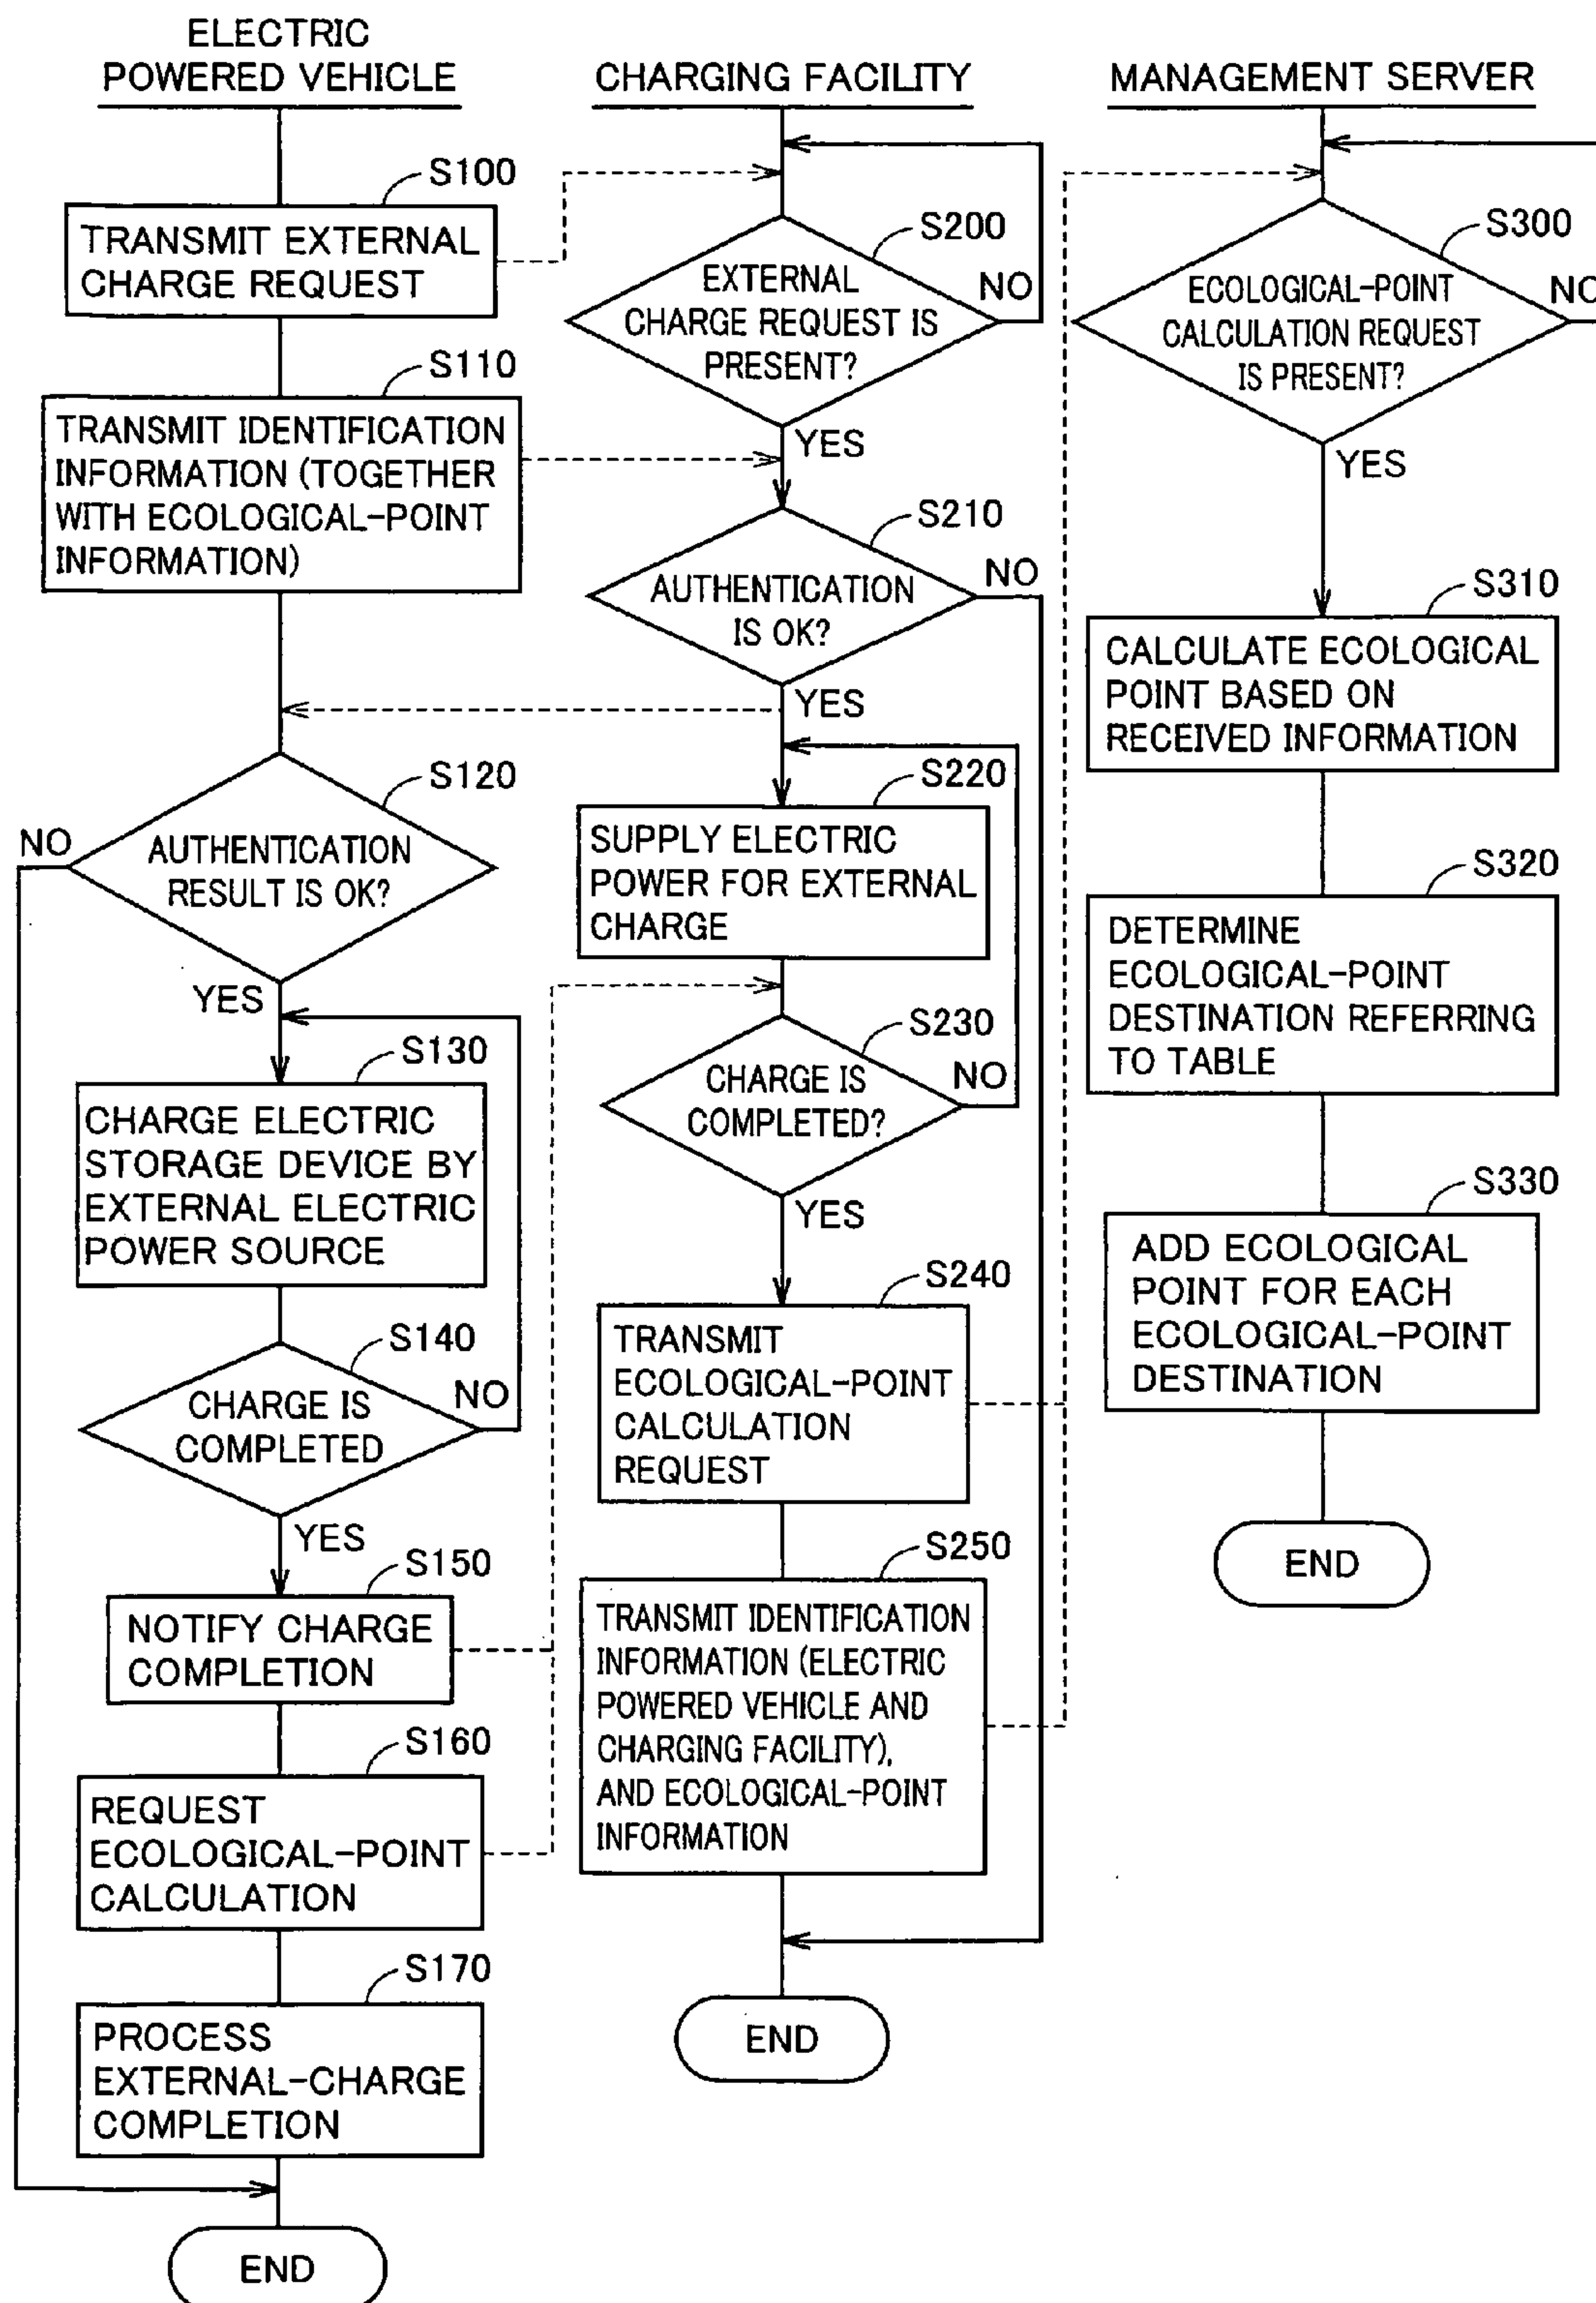 ELECTRIC
POWERED VEHICLE
S100
TRANSMIT EXTERNAL
CHARGE REQUEST
S110
TRANSMIT IDENTIFICATION
INFORMATION (TOGETHER
WITH ECOLOGICAL-POINT
INFORMATION)
S120
NO
AUTHENTICATION
RESULT IS OK?
YES
S130
CHARGE ELECTRIC
STORAGE DEVICE BY
EXTERNAL ELECTRIC
POWER SOURCE
S140
NO
CHARGE IS
COMPLETED
YES
S150
NOTIFY CHARGE
COMPLETION
S160
REQUEST
ECOLOGICAL-POINT
CALCULATION
S170
PROCESS
EXTERNAL-CHARGE
COMPLETION
END
CHARGING FACILITY
S200
EXTERNAL
CHARGE REQUEST IS
PRESENT?
NO
YES
S210
NO
AUTHENTICATION
IS OK?
YES
S220
SUPPLY ELECTRIC
POWER FOR EXTERNAL
CHARGE
S230
CHARGE IS
COMPLETED?
NO
YES
S240
TRANSMIT
ECOLOGICAL-POINT
CALCULATION
REQUEST
S250
TRANSMIT IDENTIFICATION
INFORMATION (ELECTRIC
POWERED VEHICLE AND
CHARGING FACILITY),
AND ECOLOGICAL-POINT
INFORMATION
END
MANAGEMENT SERVER
S300
ECOLOGICAL-POINT
CALCULATION REQUEST
IS PRESENT?
NO
YES
S310
CALCULATE ECOLOGICAL
POINT BASED ON
RECEIVED INFORMATION
S320
DETERMINE
ECOLOGICAL-POINT
DESTINATION REFERRING
TO TABLE
S330
ADD ECOLOGICAL
POINT FOR EACH
ECOLOGICAL-POINT
DESTINATION
END